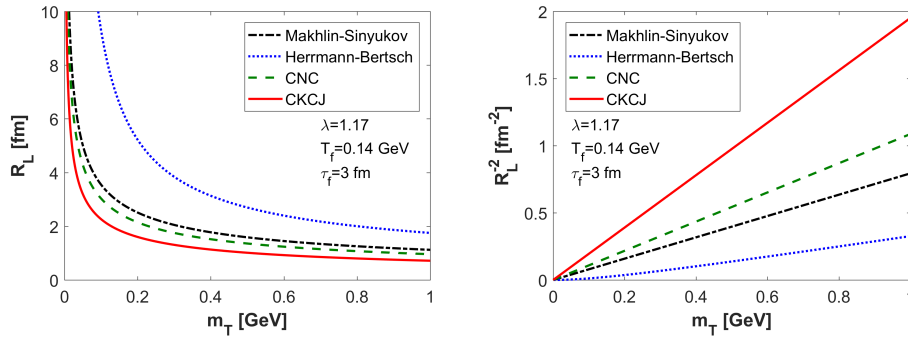 10
8
6
4
2
0
R_L [fm]
0 0.2 0.4 0.6 0.8 1
m_T [GeV]
Makhlin-Sinyukov
Herrmann-Bertsch
CNC
CKCJ
λ=1.17
T_f=0.14 GeV
τ_f=3 fm
2
1.5
1
0.5
0
R_L^-2 [fm^-2]
0 0.2 0.4 0.6 0.8
m_T [GeV]
Makhlin-Sinyukov
Herrmann-Bertsch
CNC
CKCJ
λ=1.17
T_f=0.14 GeV
τ_f=3 fm